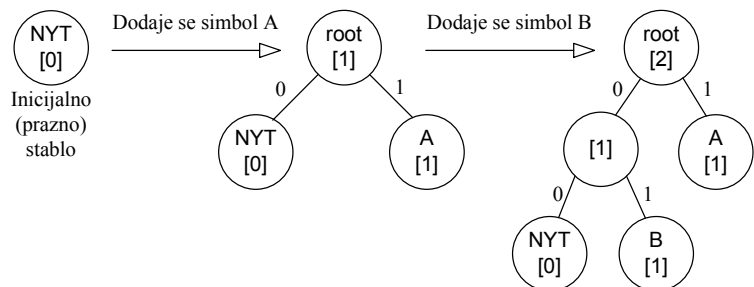 NYT
[0]
Inicijalno
(prazno)
stablo
Dodaje se simbol A
root
[1]
0
1
NYT
[0]
A
[1]
Dodaje se simbol B
root
[2]
0
1
[1]
A
[1]
0
1
NYT
[0]
B
[1]